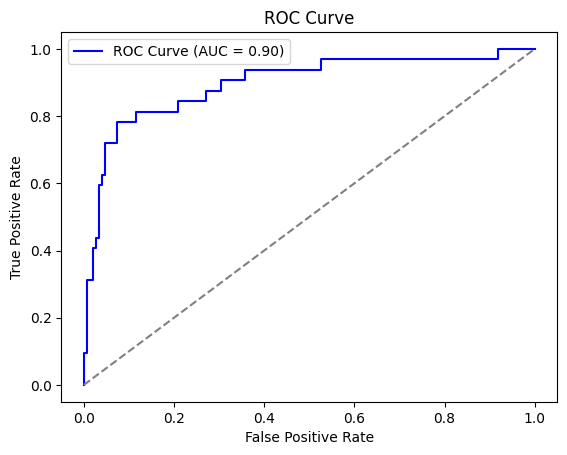 ROC Curve
ROC Curve (AUC = 0.90)
True Positive Rate
1.0
0.8
0.6
0.4
0.2
0.0
0.0 0.2 0.4 0.6 0.8 1.0
False Positive Rate